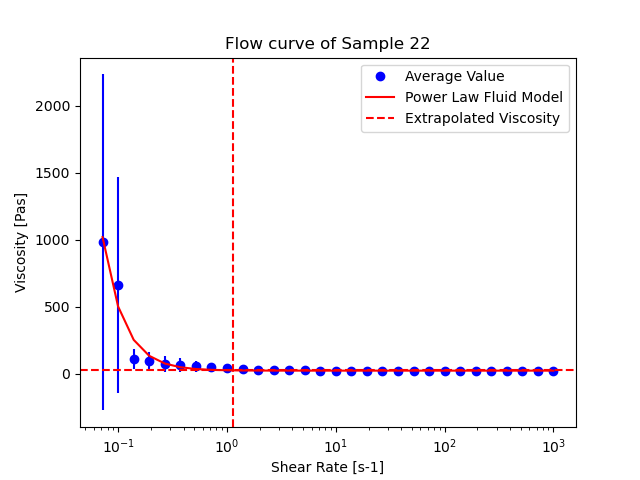 Flow curve of Sample 22
Average Value
Power Law Fluid Model
Extrapolated Viscosity
Viscosity [Pas]
2000
1500
1000
500
0
10⁻¹ 10⁰ 10¹ 10² 10³
Shear Rate [s-1]